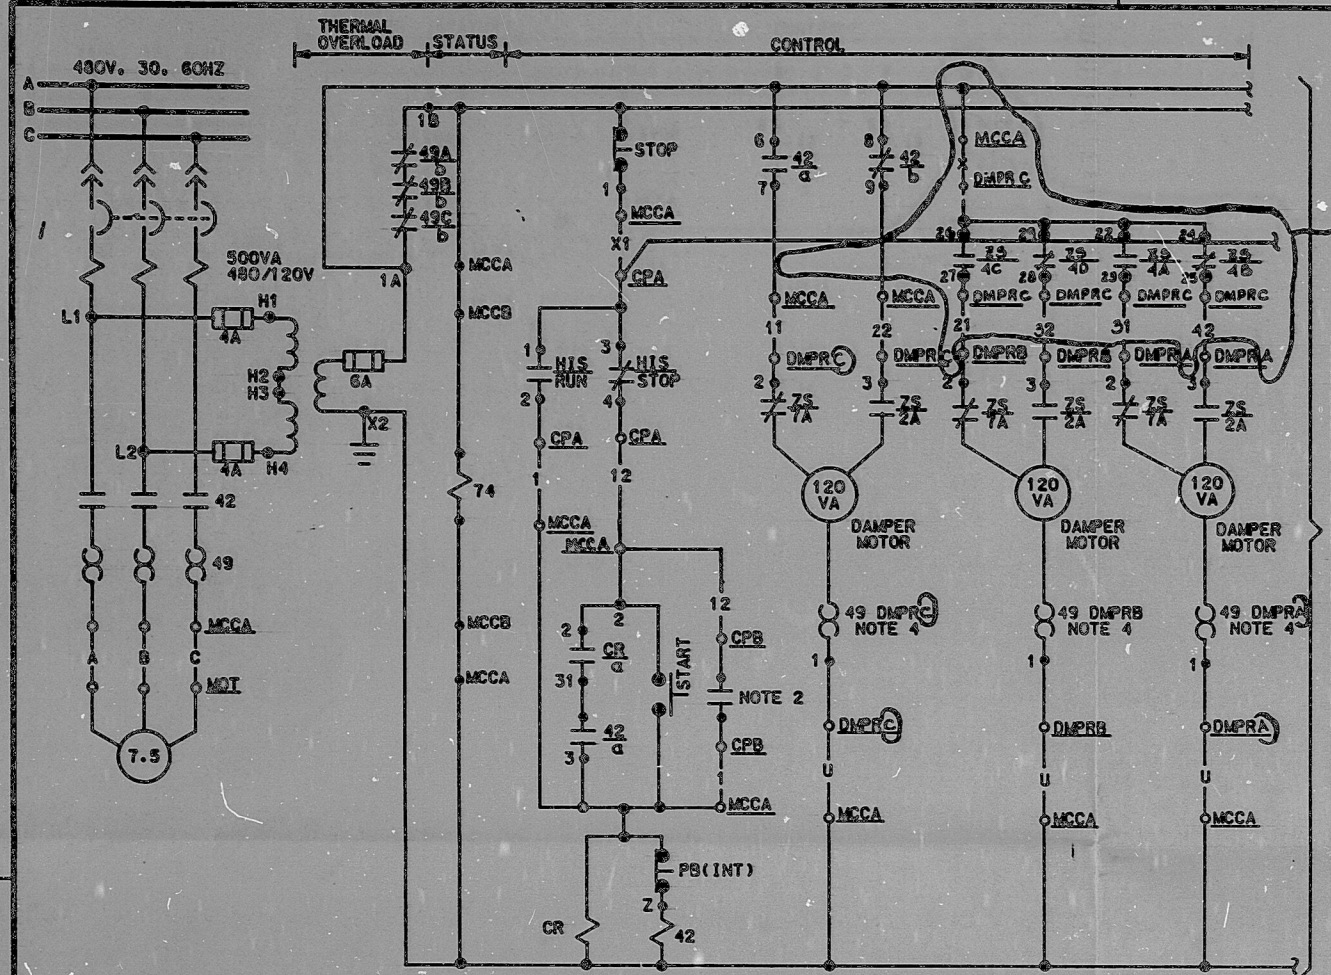 THERMAL
OVERLOAD
STATUS
CONTROL
480V. 30. 60HZ
A
B
C
1B
49A
b
49B
b
49C
b
STOP
1
MCCA
X1
CPA
6
42
a
7
8
42
b
9
MCCA
X
DMPRC
500VA
480/120V
1A
MCCA
MCCB
L1
4A
H1
H2
H3
6A
X2
L2
4A
H4
26
ZS
4C
27
ZS
4D
28
22
ZS
4A
29
24
ZS
4B
25
MCCA
MCCA
DMPRC
DMPRC
DMPRC
DMPRC
11
22
21
32
31
42
DMPRC
DMPRC
DMPRB
DMPRB
DMPRA
DMPRA
2
3
2
3
2
3
ZS
7A
ZS
2A
ZS
7A
ZS
2A
ZS
7A
ZS
2A
1
HIS
RUN
2
3
HIS
STOP
4
CPA
CPA
1
12
74
42
MCCA
MCCA
120
VA
120
VA
120
VA
DAMPER
MOTOR
DAMPER
MOTOR
DAMPER
MOTOR
49
MCCA
A
B
C
MOT
7.5
MCCB
MCCA
2
2
CR
a
31
42
a
3
START
12
CPB
NOTE 2
CPB
1
MCCA
49 DMPRC
NOTE 4
49 DMPRB
NOTE 4
49 DMPRA
NOTE 4
1
1
1
DMPRC
DMPRB
DMPRA
U
U
U
MCCA
MCCA
MCCA
PB(INT)
Z
CR
42